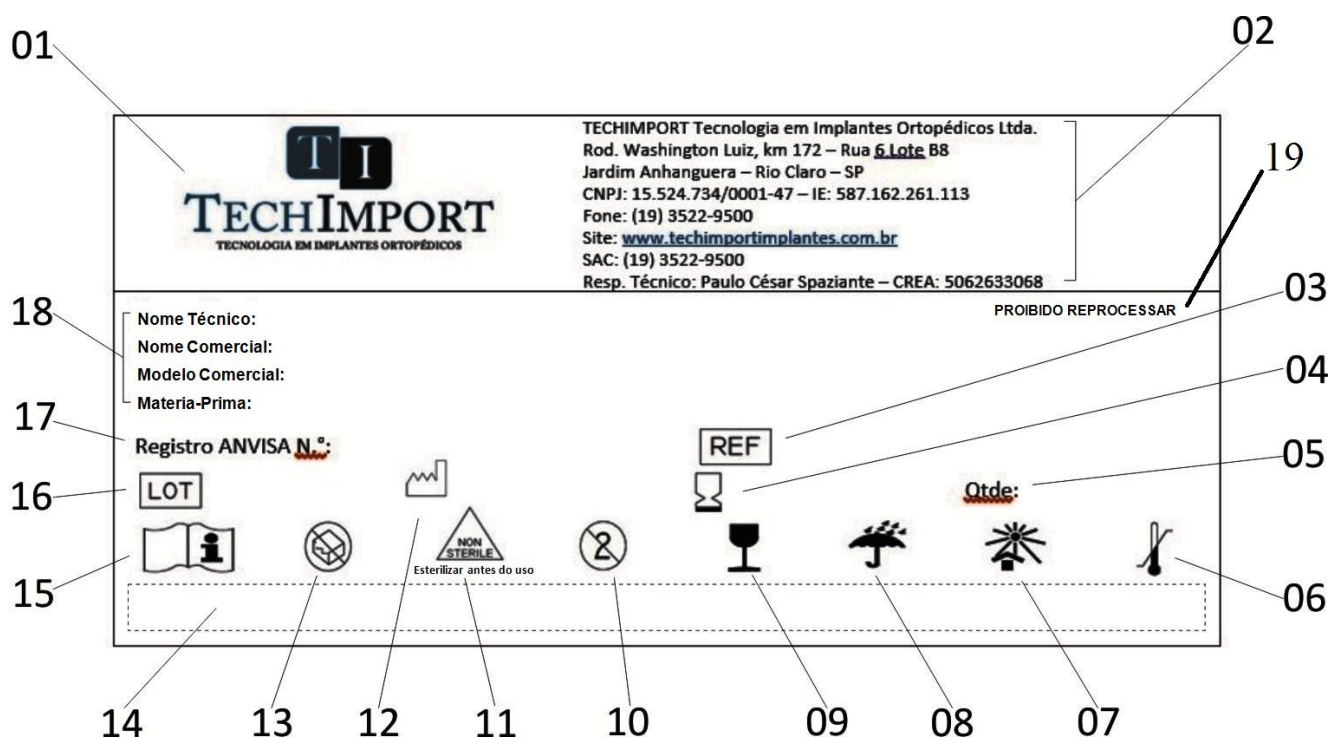 01
02
T I
TECHIMPORT
TECNOLOGIA EM IMPLANTES ORTOPÉDICOS
TECHIMPORT Tecnologia em Implantes Ortopédicos Ltda.
Rod. Washington Luiz, km 172 – Rua 6 Lote B8
Jardim Anhanguera – Rio Claro – SP
CNPJ: 15.524.734/0001-47 – IE: 587.162.261.113
Fone: (19) 3522-9500
Site: www.techimportimplantes.com.br
SAC: (19) 3522-9500
Resp. Técnico: Paulo César Spaziante – CREA: 5062633068
19
PROIBIDO REPROCESSAR
03
18
Nome Técnico:
Nome Comercial:
Modelo Comercial:
Materia-Prima:
04
17
Registro ANVISA N.º:
REF
05
16
LOT
Qtde:
15
i
NON
STERILE
Esterilizar antes do uso
2
06
14
13
12
11
10
09
08
07